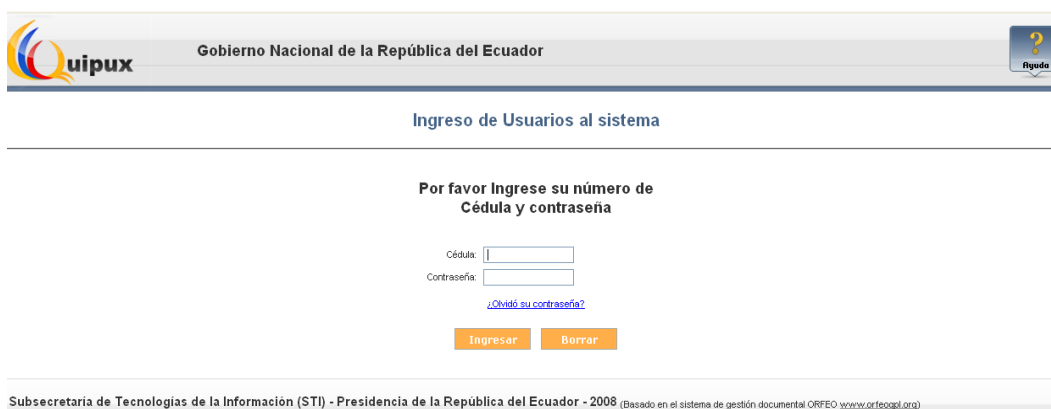 Quipux
Gobierno Nacional de la República del Ecuador
?
Ayuda
Ingreso de Usuarios al sistema
Por favor Ingrese su número de
Cédula y contraseña
Cédula:
Contraseña:
¿Olvidó su contraseña?
Ingresar Borrar
Subsecretaría de Tecnologías de la Información (STI) - Presidencia de la República del Ecuador - 2008 (Basado en el sistema de gestión documental ORFEO www.orfeogpl.org)